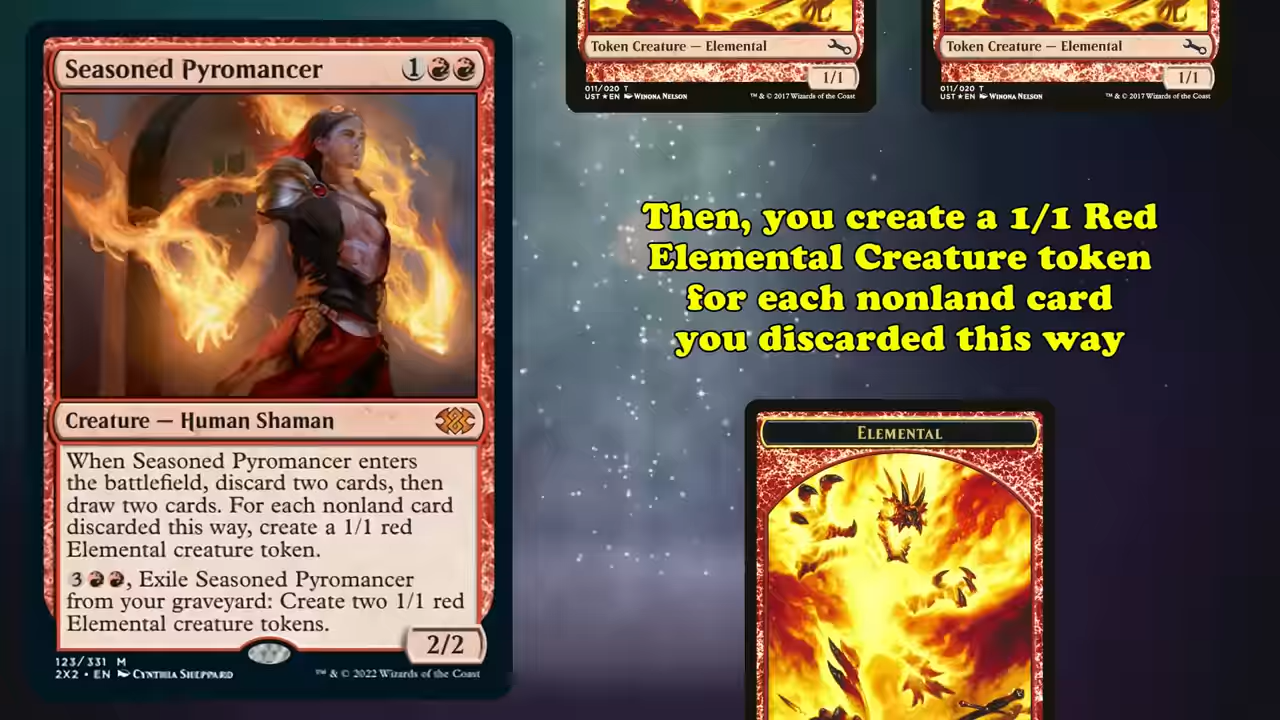 Seasoned Pyromancer 1
Creature — Human Shaman
When Seasoned Pyromancer enters
the battlefield, discard two cards, then
draw two cards. For each nonland card
discarded this way, create a 1/1 red
Elemental creature token.
3, Exile Seasoned Pyromancer
from your graveyard: Create two 1/1 red
Elemental creature tokens.
2/2
123/331 M
2X2 • EN Cynthia Sheppard
™ & © 2022 Wizards of the Coast
Token Creature — Elemental
1/1
011/020 T
UST ★ EN Winona Nelson
™ & © 2017 Wizards of the Coast
Token Creature — Elemental
1/1
011/020 T
UST ★ EN Winona Nelson
™ & © 2017 Wizards of the Coast
Then, you create a 1/1 Red
Elemental Creature token
for each nonland card
you discarded this way
Elemental